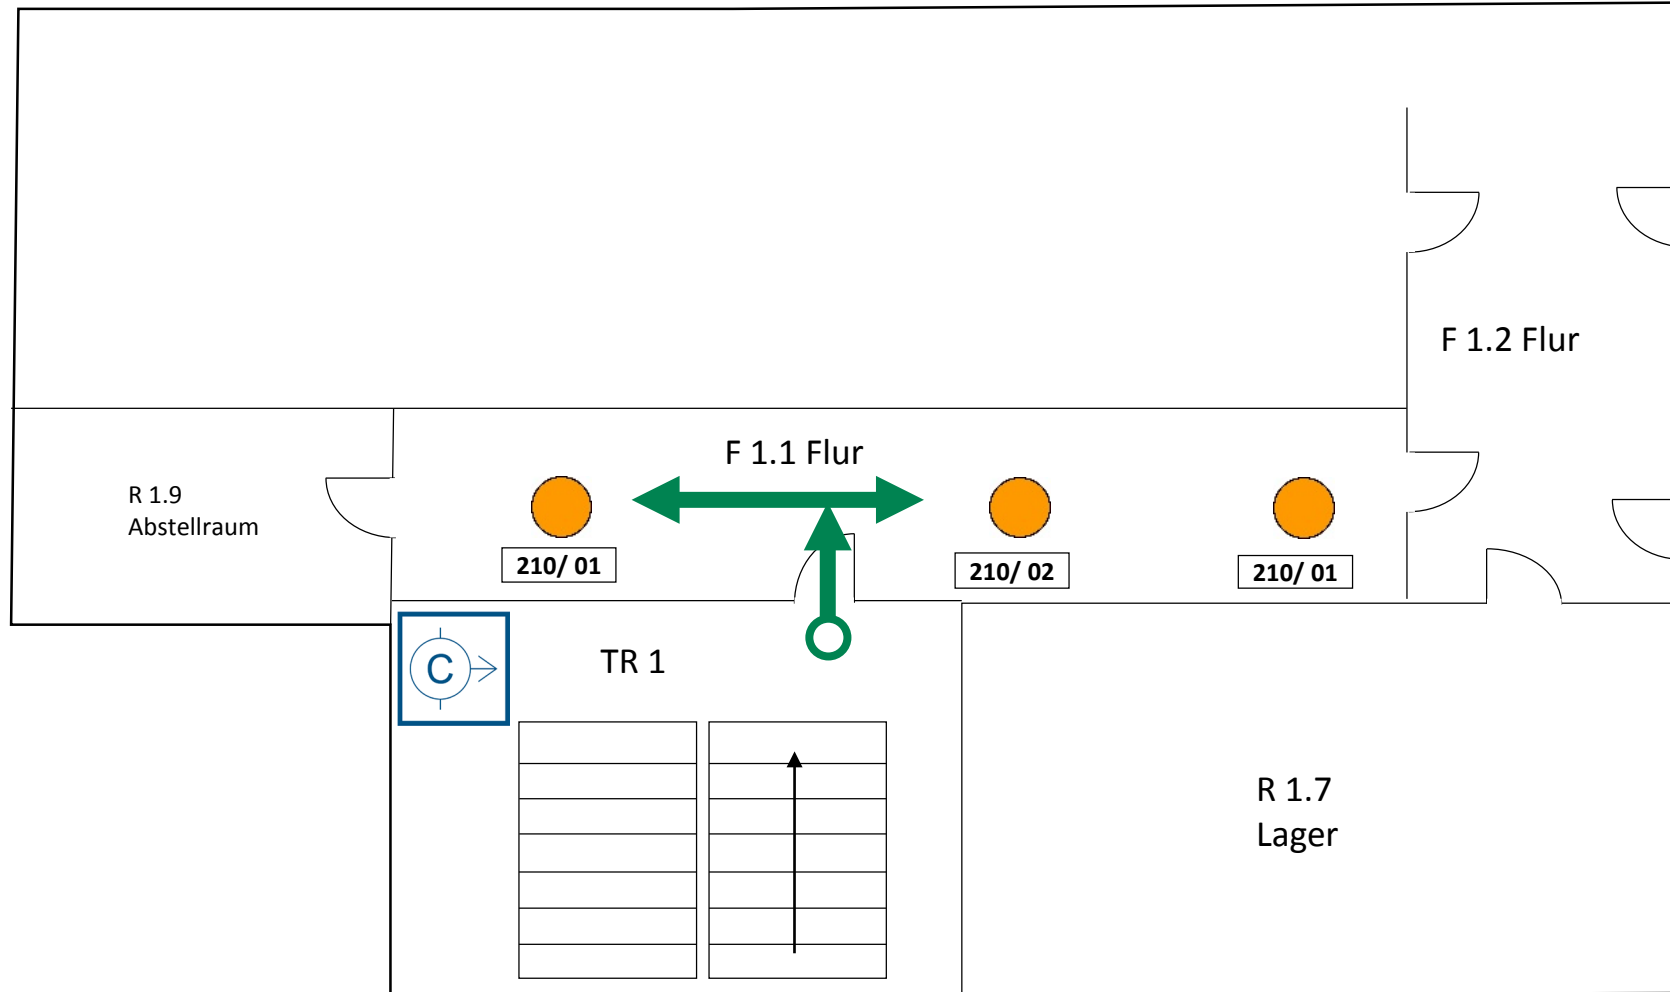 F 1.2 Flur
F 1.1 Flur
R 1.9
Abstellraum
210/ 01
210/ 02
210/ 01
C
TR 1
R 1.7
Lager